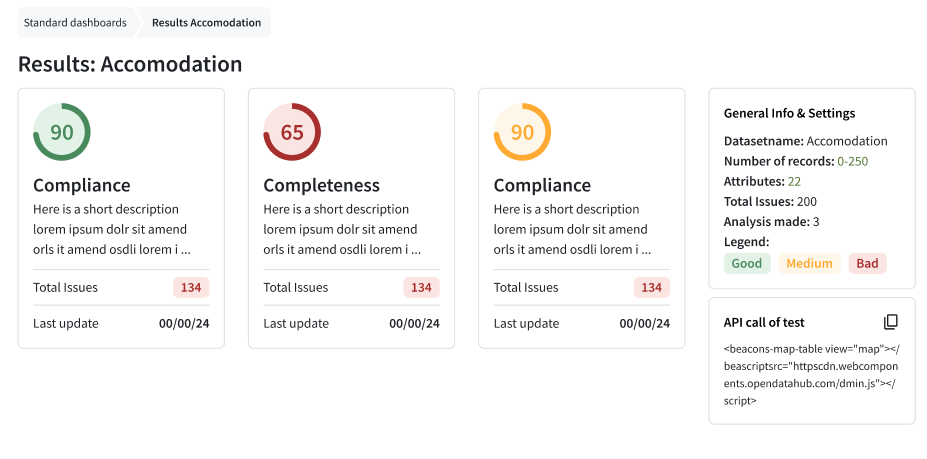 Standard dashboards
Results Accomodation
Results: Accomodation
90
Compliance
Here is a short description
lorem ipsum dolr sit amend
orls it amend osdli lorem i ...
Total Issues 134
Last update 00/00/24
65
Completeness
Here is a short description
lorem ipsum dolr sit amend
orls it amend osdli lorem i ...
Total Issues 134
Last update 00/00/24
90
Compliance
Here is a short description
lorem ipsum dolr sit amend
orls it amend osdli lorem i ...
Total Issues 134
Last update 00/00/24
General Info & Settings
Datasetname: Accomodation
Number of records: 0-250
Attributes: 22
Total Issues: 200
Analysis made: 3
Legend:
Good Medium Bad
API call of test
<beacons-map-table view="map"></
beascriptsrc="httpscdn.webcompon
ents.opendatahub.com/dmin.js"></
script>